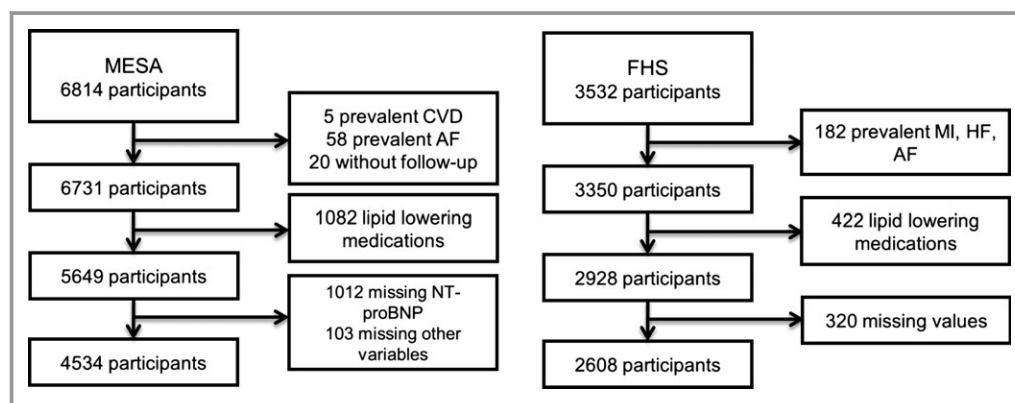 MESA
6814 participants
5 prevalent CVD
58 prevalent AF
20 without follow-up
6731 participants
1082 lipid lowering
medications
5649 participants
1012 missing NT-
proBNP
103 missing other
variables
4534 participants
FHS
3532 participants
182 prevalent MI, HF,
AF
3350 participants
422 lipid lowering
medications
2928 participants
320 missing values
2608 participants